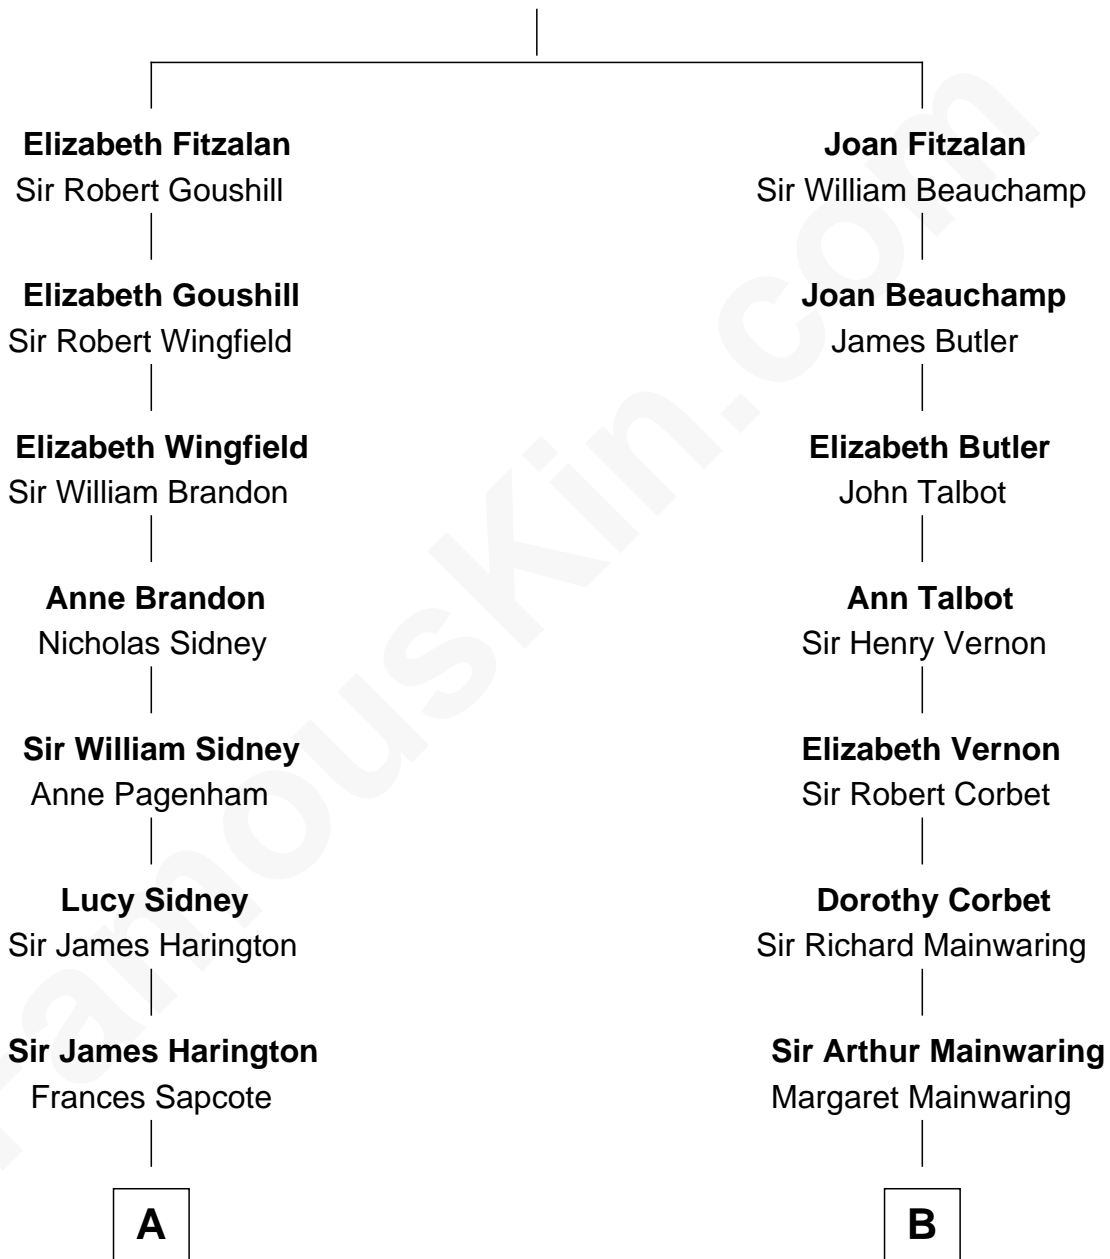 Elizabeth Fitzalan
Sir Robert Goushill
Elizabeth Goushill
Sir Robert Wingfield
Elizabeth Wingfield
Sir William Brandon
Anne Brandon
Nicholas Sidney
Sir William Sidney
Anne Pagenham
Lucy Sidney
Sir James Harington
Sir James Harington
Frances Sapcote
A
Joan Fitzalan
Sir William Beauchamp
Joan Beauchamp
James Butler
Elizabeth Butler
John Talbot
Ann Talbot
Sir Henry Vernon
Elizabeth Vernon
Sir Robert Corbet
Dorothy Corbet
Sir Richard Mainwaring
Sir Arthur Mainwaring
Margaret Mainwaring
B
FamousKin.com